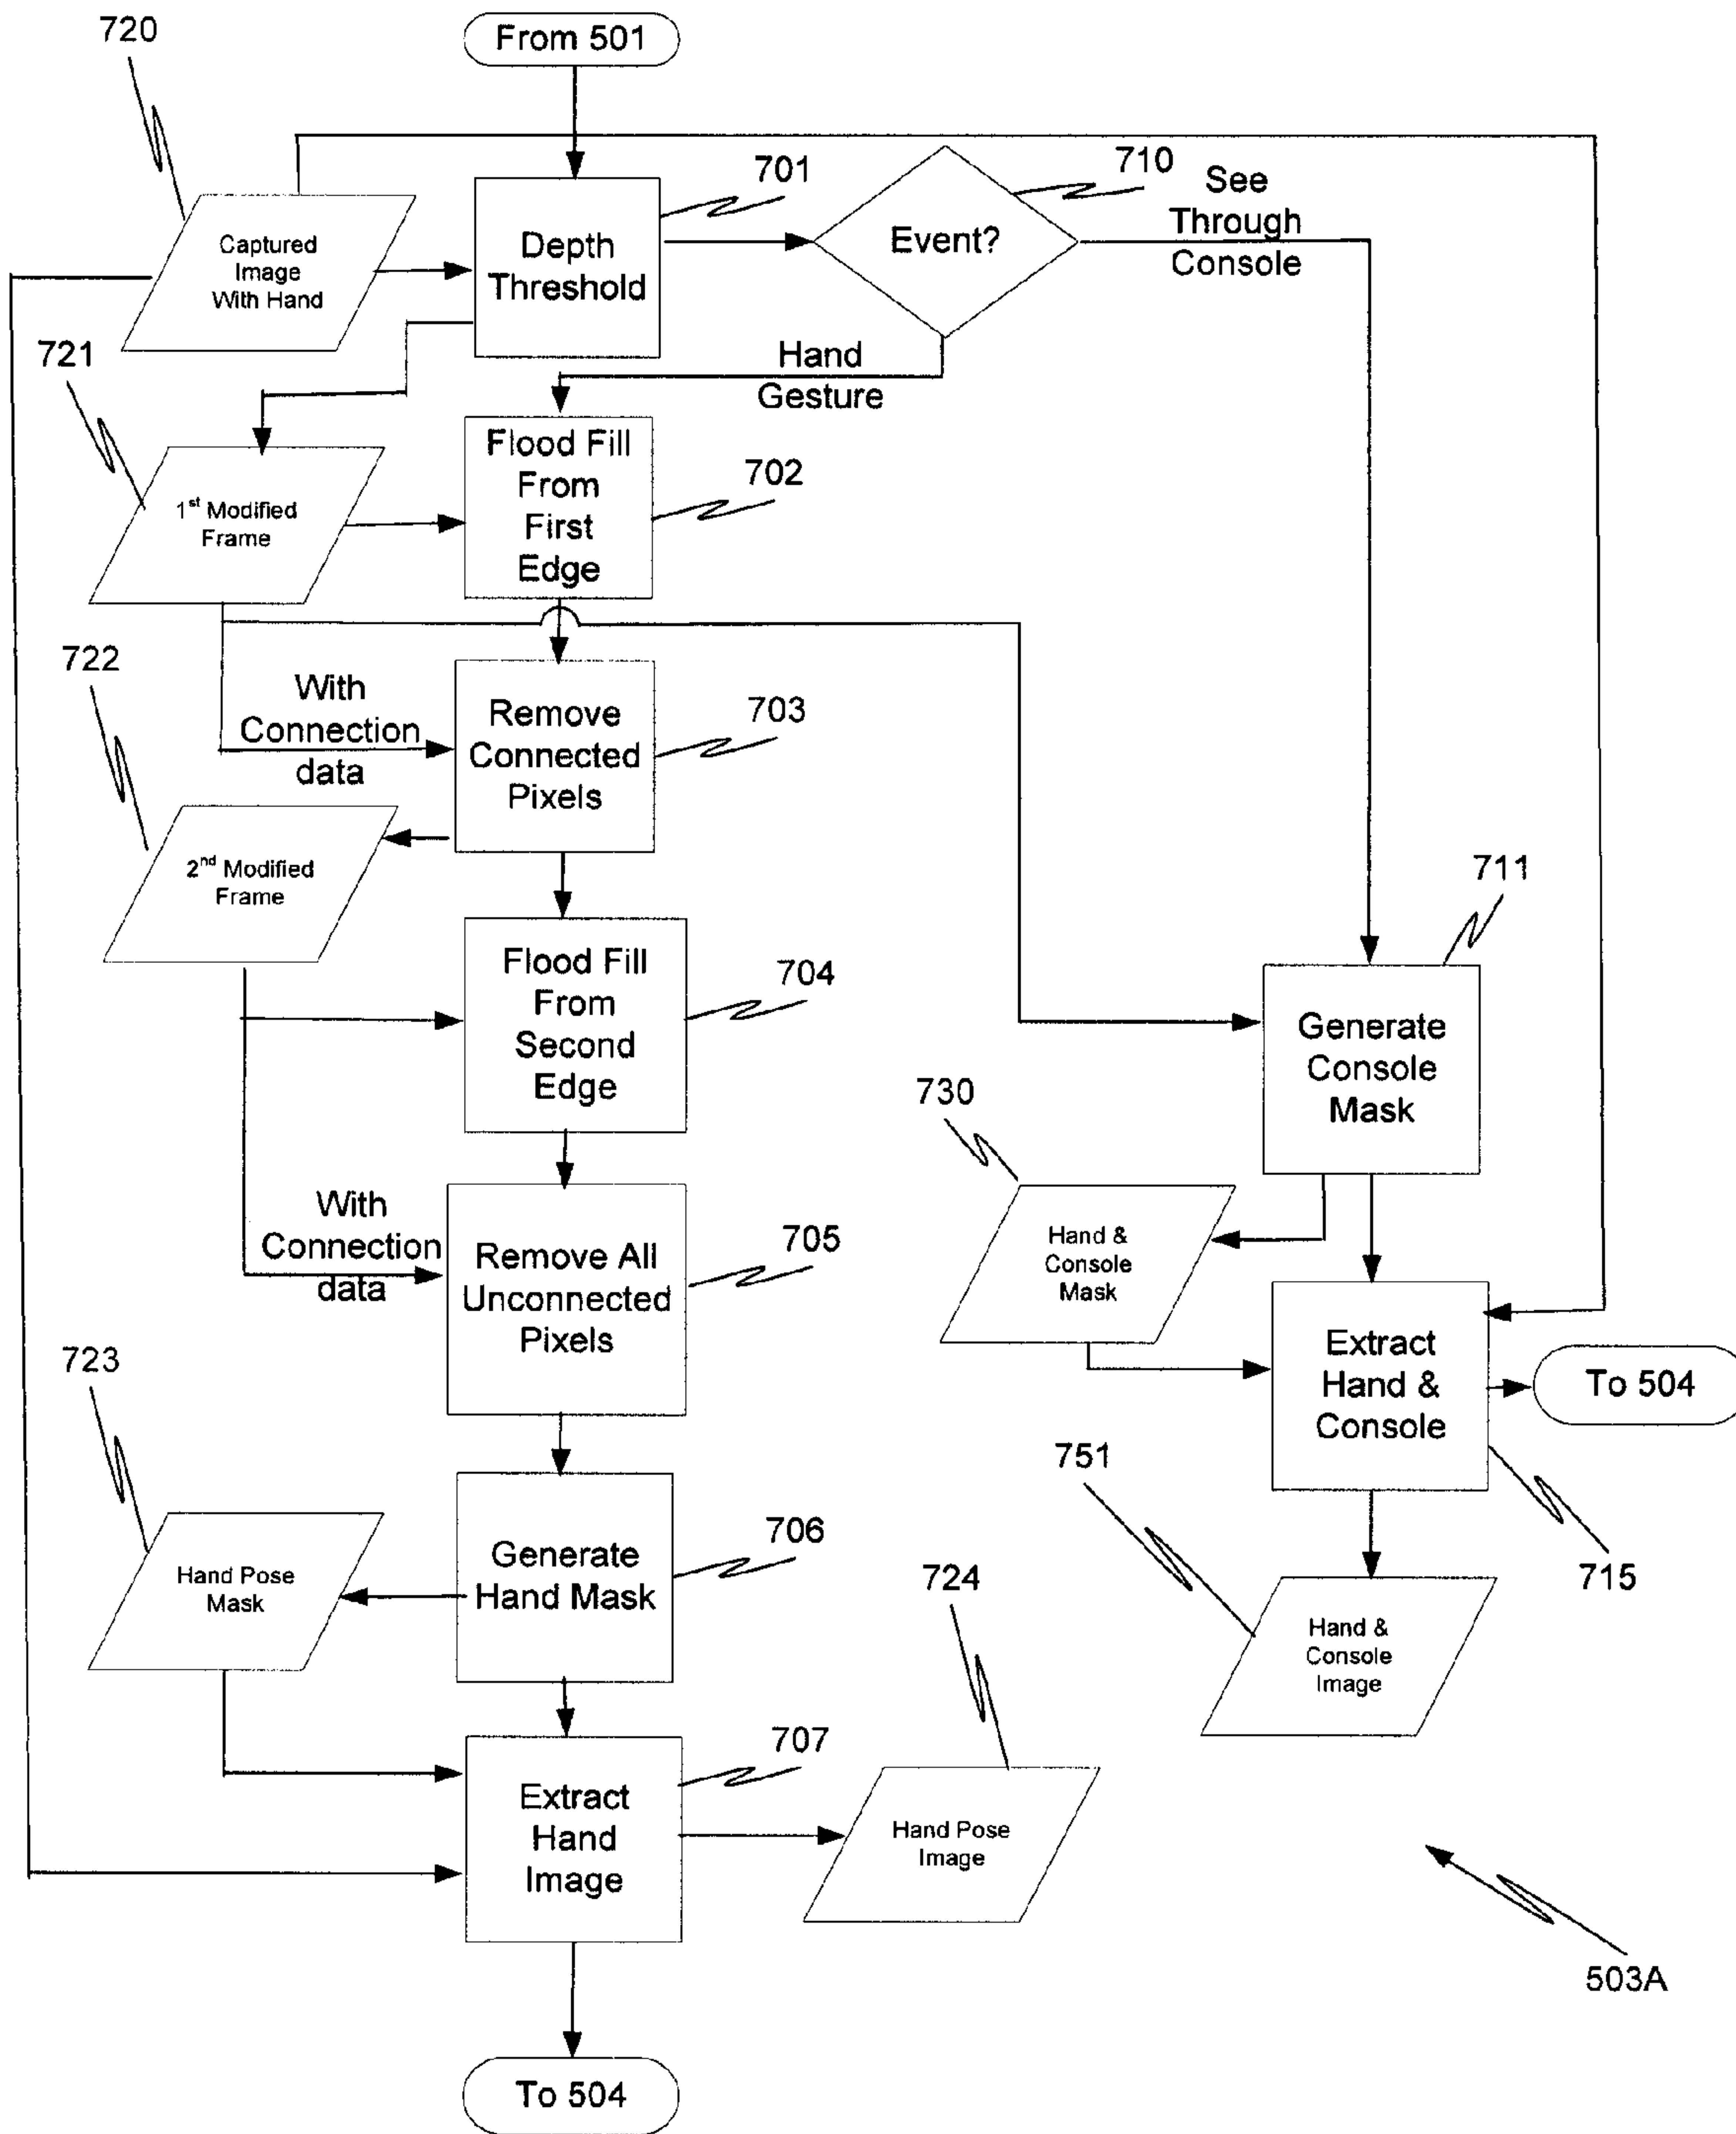 720
From 501
701
710
See
Through
Console
Captured
Image
With Hand
Depth
Threshold
Event?
721
Hand
Gesture
1st Modified
Frame
Flood Fill
From
First
Edge
702
722
With
Connection
data
Remove
Connected
Pixels
703
2nd Modified
Frame
711
Flood Fill
From
Second
Edge
704
Generate
Console
Mask
730
With
Connection
data
Remove All
Unconnected
Pixels
705
Hand &
Console
Mask
723
Extract
Hand &
Console
To 504
751
Hand Pose
Mask
Generate
Hand Mask
706
724
715
Hand &
Console
Image
707
Extract
Hand
Image
Hand Pose
Image
503A
To 504